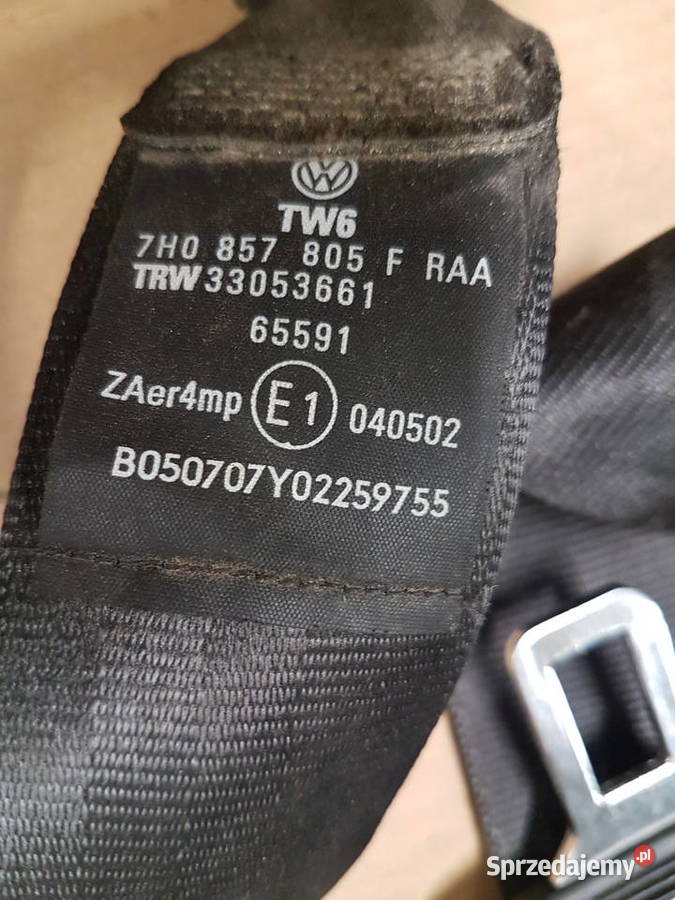 TW6
7H0 857 805 F RAA
TRW 33053661
65591
ZAer4mp E1 040502
B050707Y02259755
Sprzedajemy.pl